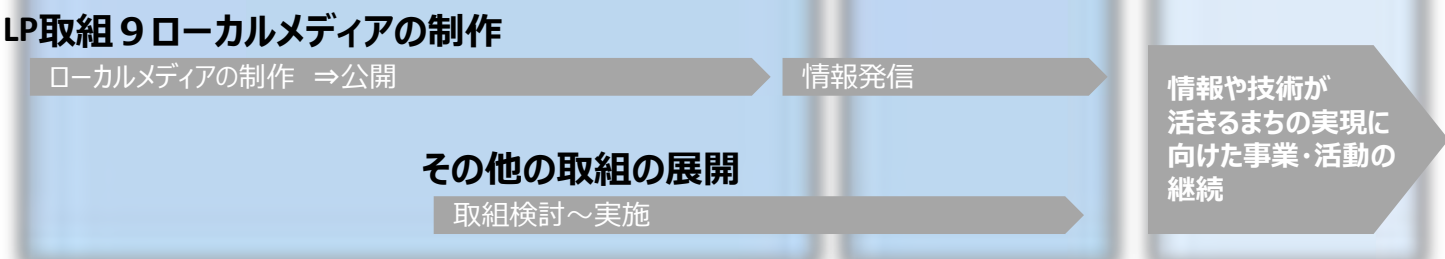 LP取組９ローカルメディアの制作
ローカルメディアの制作　⇒公開
情報発信
その他の取組の展開
取組検討～実施
情報や技術が
活きるまちの実現に
向けた事業・活動の
継続